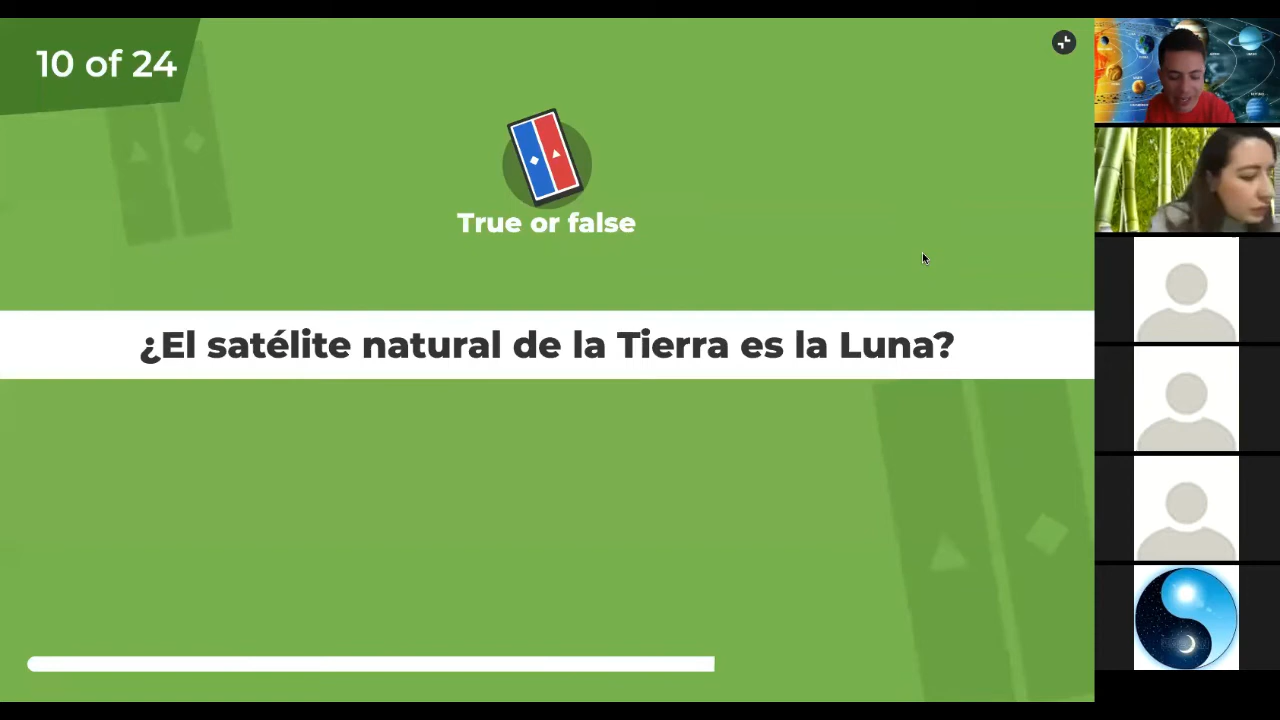 10 of 24
True or false
¿El satélite natural de la Tierra es la Luna?